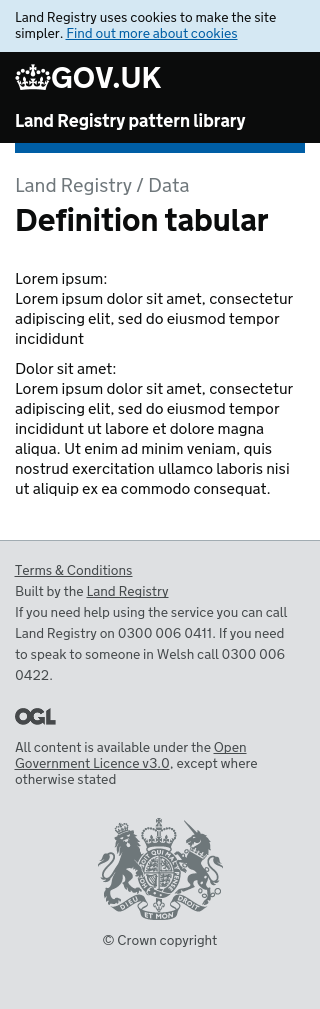 Land Registry uses cookies to make the site
simpler. Find out more about cookies
GOV.UK
Land Registry pattern library
Land Registry / Data
Definition tabular
Lorem ipsum:
Lorem ipsum dolor sit amet, consectetur
adipiscing elit, sed do eiusmod tempor
incididunt
Dolor sit amet:
Lorem ipsum dolor sit amet, consectetur
adipiscing elit, sed do eiusmod tempor
incididunt ut labore et dolore magna
aliqua. Ut enim ad minim veniam, quis
nostrud exercitation ullamco laboris nisi
ut aliquip ex ea commodo consequat.
Terms & Conditions
Built by the Land Registry
If you need help using the service you can call
Land Registry on 0300 006 0411. If you need
to speak to someone in Welsh call 0300 006
0422.
OGL
All content is available under the Open
Government Licence v3.0, except where
otherwise stated
DIEU ET MON DROIT
© Crown copyright